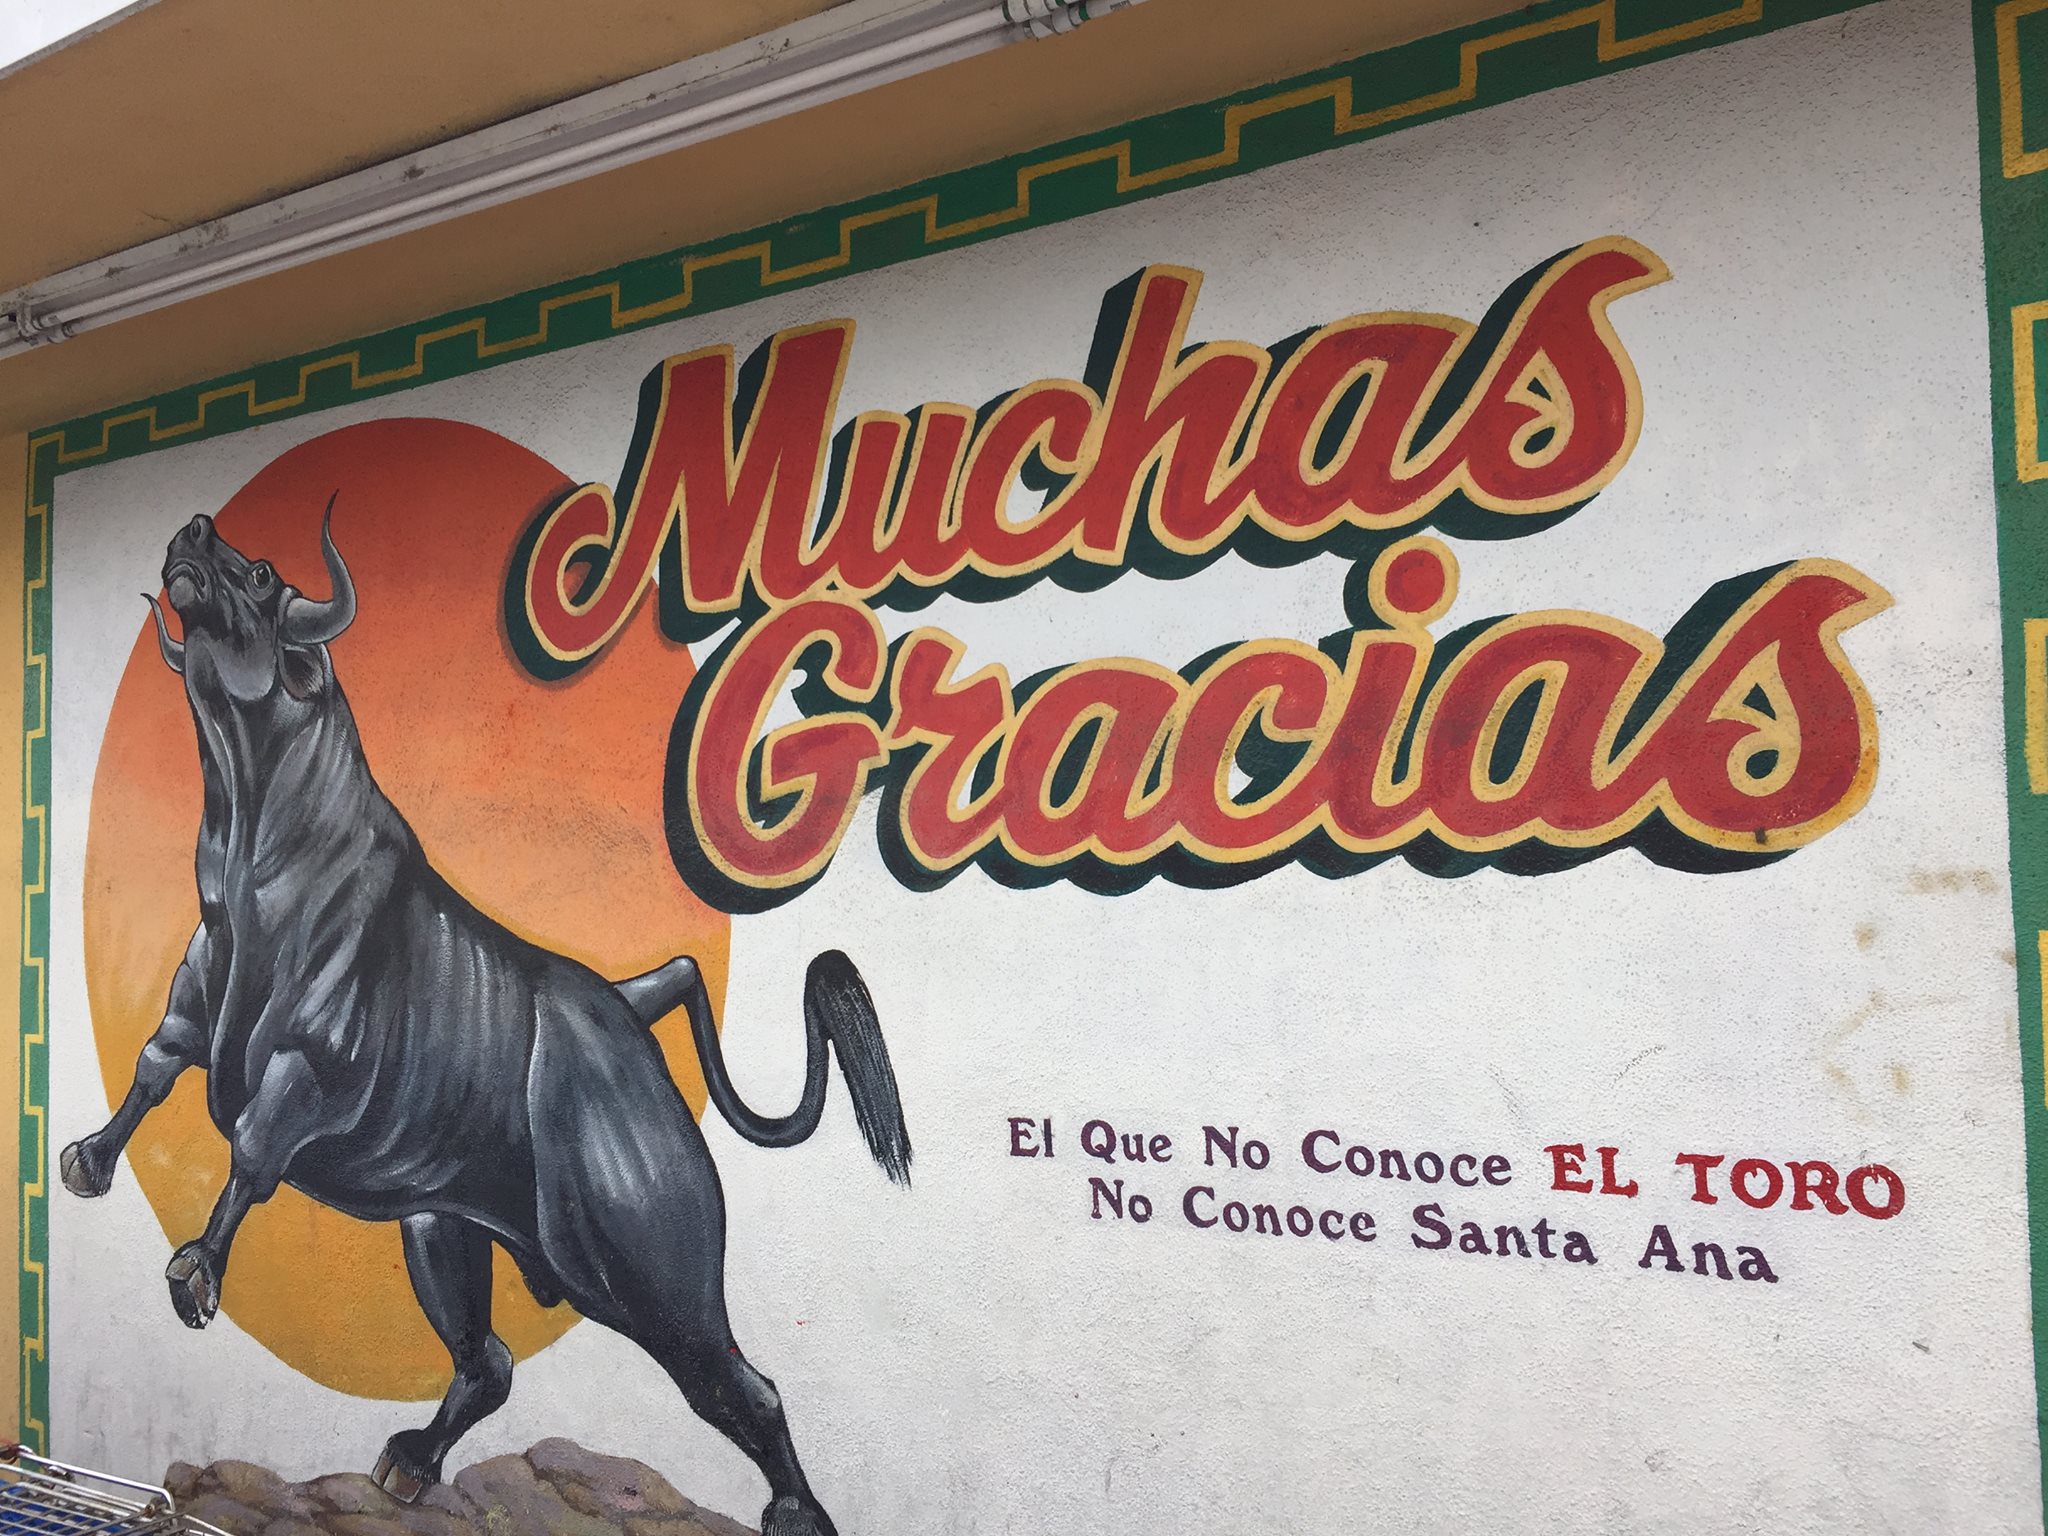 Muchas
Gracias
El Que No Conoce EL TORO
No Conoce Santa Ana